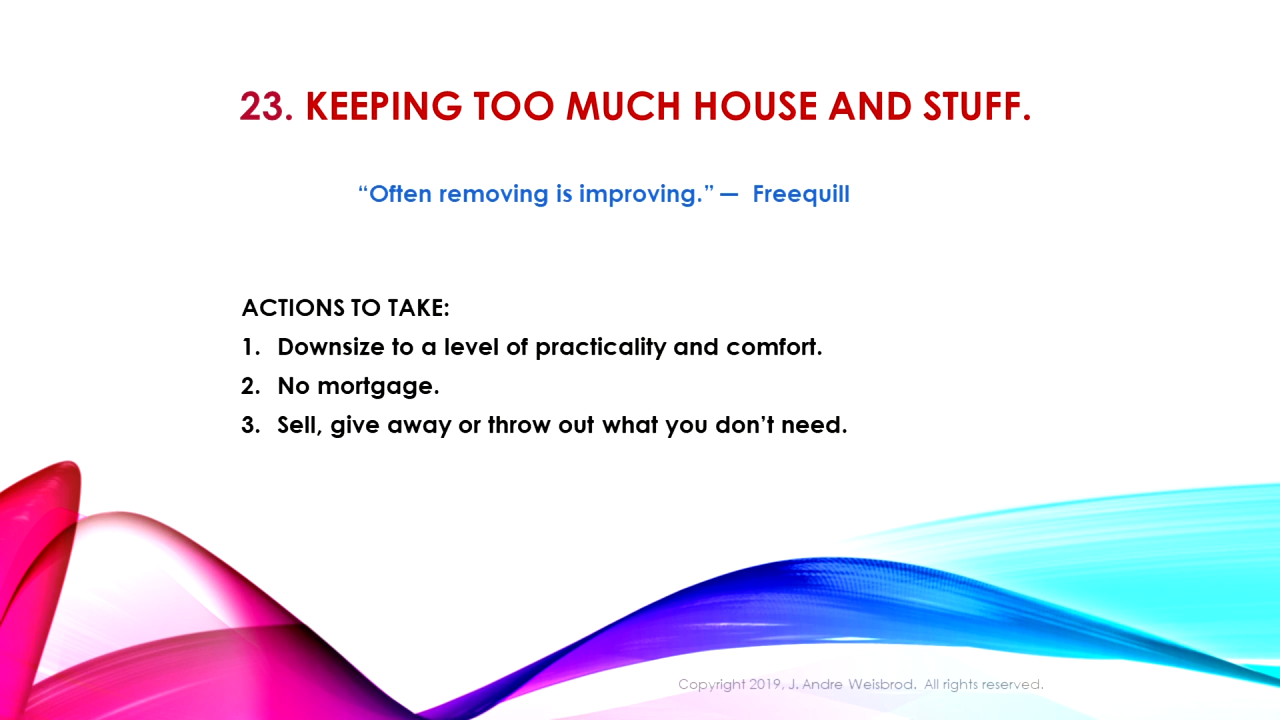 23. KEEPING TOO MUCH HOUSE AND STUFF.
“Often removing is improving.” —  Freequill
ACTIONS TO TAKE:
1. Downsize to a level of practicality and comfort.
2. No mortgage.
3. Sell, give away or throw out what you don’t need.
Copyright 2019, J. Andre Weisbrod.  All rights reserved.